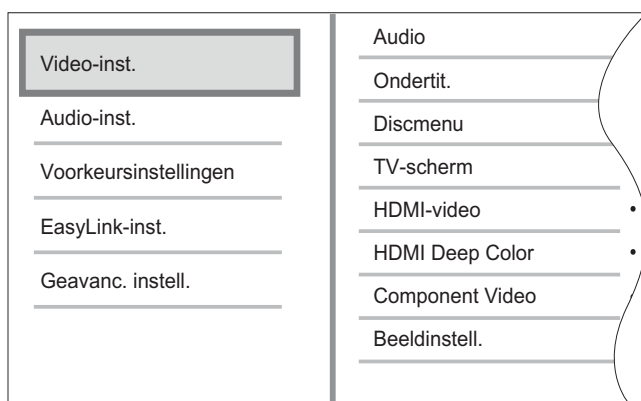 Video-inst.
Audio-inst.
Voorkeursinstellingen
EasyLink-inst.
Geavanc. instell.
Audio
Ondertit.
Discmenu
TV-scherm
HDMI-video
HDMI Deep Color
Component Video
Beeldinstell.